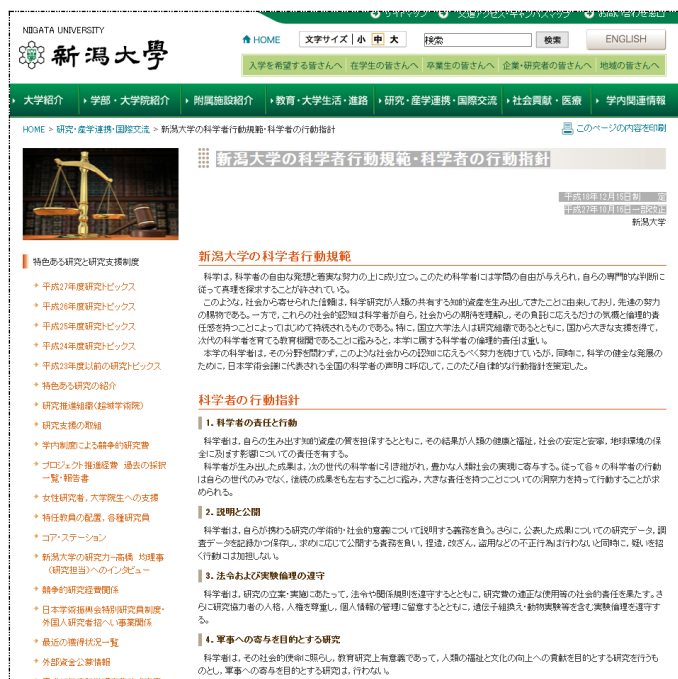 サイトマップ 交通アクセス・キャンパスマップ お問い合わせ窓口
NIIGATA UNIVERSITY
新潟大學
HOME 文字サイズ 小 中 大 検索 検索 ENGLISH
入学を希望する皆さんへ 在学生の皆さんへ 卒業生の皆さんへ 企業・研究者の皆さんへ 地域の皆さんへ
大学紹介 学部・大学院紹介 附属施設紹介 教育・大学生活・進路 研究・産学連携・国際交流 社会貢献・医療 学内関連情報
HOME > 研究・産学連携・国際交流 > 新潟大学の科学者行動規範・科学者の行動指針
このページの内容を印刷
新潟大学の科学者行動規範・科学者の行動指針
平成18年12月15日制 定
平成27年10月16日一部改正
新潟大学
特色ある研究と研究支援制度
平成27年度研究トピックス
平成26年度研究トピックス
平成25年度研究トピックス
平成24年度研究トピックス
平成23年度以前の研究トピックス
特色ある研究の紹介
研究推進組織(超域学術院)
研究支援の取組
学内制度による競争的研究費
プロジェクト推進経費 過去の採択
一覧・報告書
女性研究者，大学院生への支援
特任教員の配置，各種研究員
コア・ステーション
新潟大学の研究力－高橋 均理事
（研究担当）へのインタビュー
競争的研究経費関係
日本学術振興会特別研究員制度・
外国人研究者招へい事業関係
最近の獲得状況一覧
外部資金公募情報
新潟大学の科学者行動規範
科学は，科学者の自由な発想と着実な努力の上に成り立つ。このため科学者には学問の自由が与えられ，自らの専門的な判断に
従って真理を探求することが許されている。
このような，社会から寄せられた信頼は，科学研究が人類の共有する知的資産を生み出してきたことに由来しており，先達の努力
の賜物である。一方で，これらの社会的認知は科学者が自ら，社会からの期待を理解し，その負託に応えるだけの気概と倫理的責
任感を持つことによってはじめて持続されるものである。特に，国立大学法人は研究組織であるとともに，国から大きな支援を得て，
次代の科学者を育てる教育機関であることに鑑みると，本学に属する科学者の倫理的責任は重い。
本学の科学者は，その分野を問わず，このような社会からの認知に応えるべく努力を続けているが，同時に，科学の健全な発展の
ために，日本学術会議に代表される全国の科学者の声明に呼応して，このたび自律的な行動指針を策定した。
科学者の行動指針
1．科学者の責任と行動
科学者は，自らの生み出す知的資産の質を担保するとともに，その結果が人類の健康と福祉，社会の安定と安寧，地球環境の保
全に及ぼす影響についての責任を有する。
科学者が生み出した成果は，次の世代の科学者に引き継がれ，豊かな人類社会の実現に寄与する。従って各々の科学者の行動
は自らの世代のみでなく，後続の成果をも左右することに鑑み，大きな責任を持つことについての洞察力を持って行動することが求
められる。
2．説明と公開
科学者は，自らが携わる研究の学術的・社会的意義について説明する義務を負う。さらに，公表した成果についての研究データ，調
査データを記録かつ保存し，求めに応じて公開する責務を負い，捏造，改ざん，盗用などの不正行為は行わないと同時に，疑いを招
く行動には加担しない。
3．法令および実験倫理の遵守
科学者は，研究の立案・実施にあたって，法令や関係規則を遵守するとともに，研究費の適正な使用等の社会的責任を果たす。さ
らに研究協力者の人格，人権を尊重し，個人情報の管理に留意するとともに，遺伝子組換え・動物実験等を含む実験倫理を遵守す
る。
4．軍事への寄与を目的とする研究
科学者は，その社会的使命に照らし，教育研究上有意義であって，人類の福祉と文化の向上への貢献を目的とする研究を行うも
のとし，軍事への寄与を目的とする研究は，行わない。